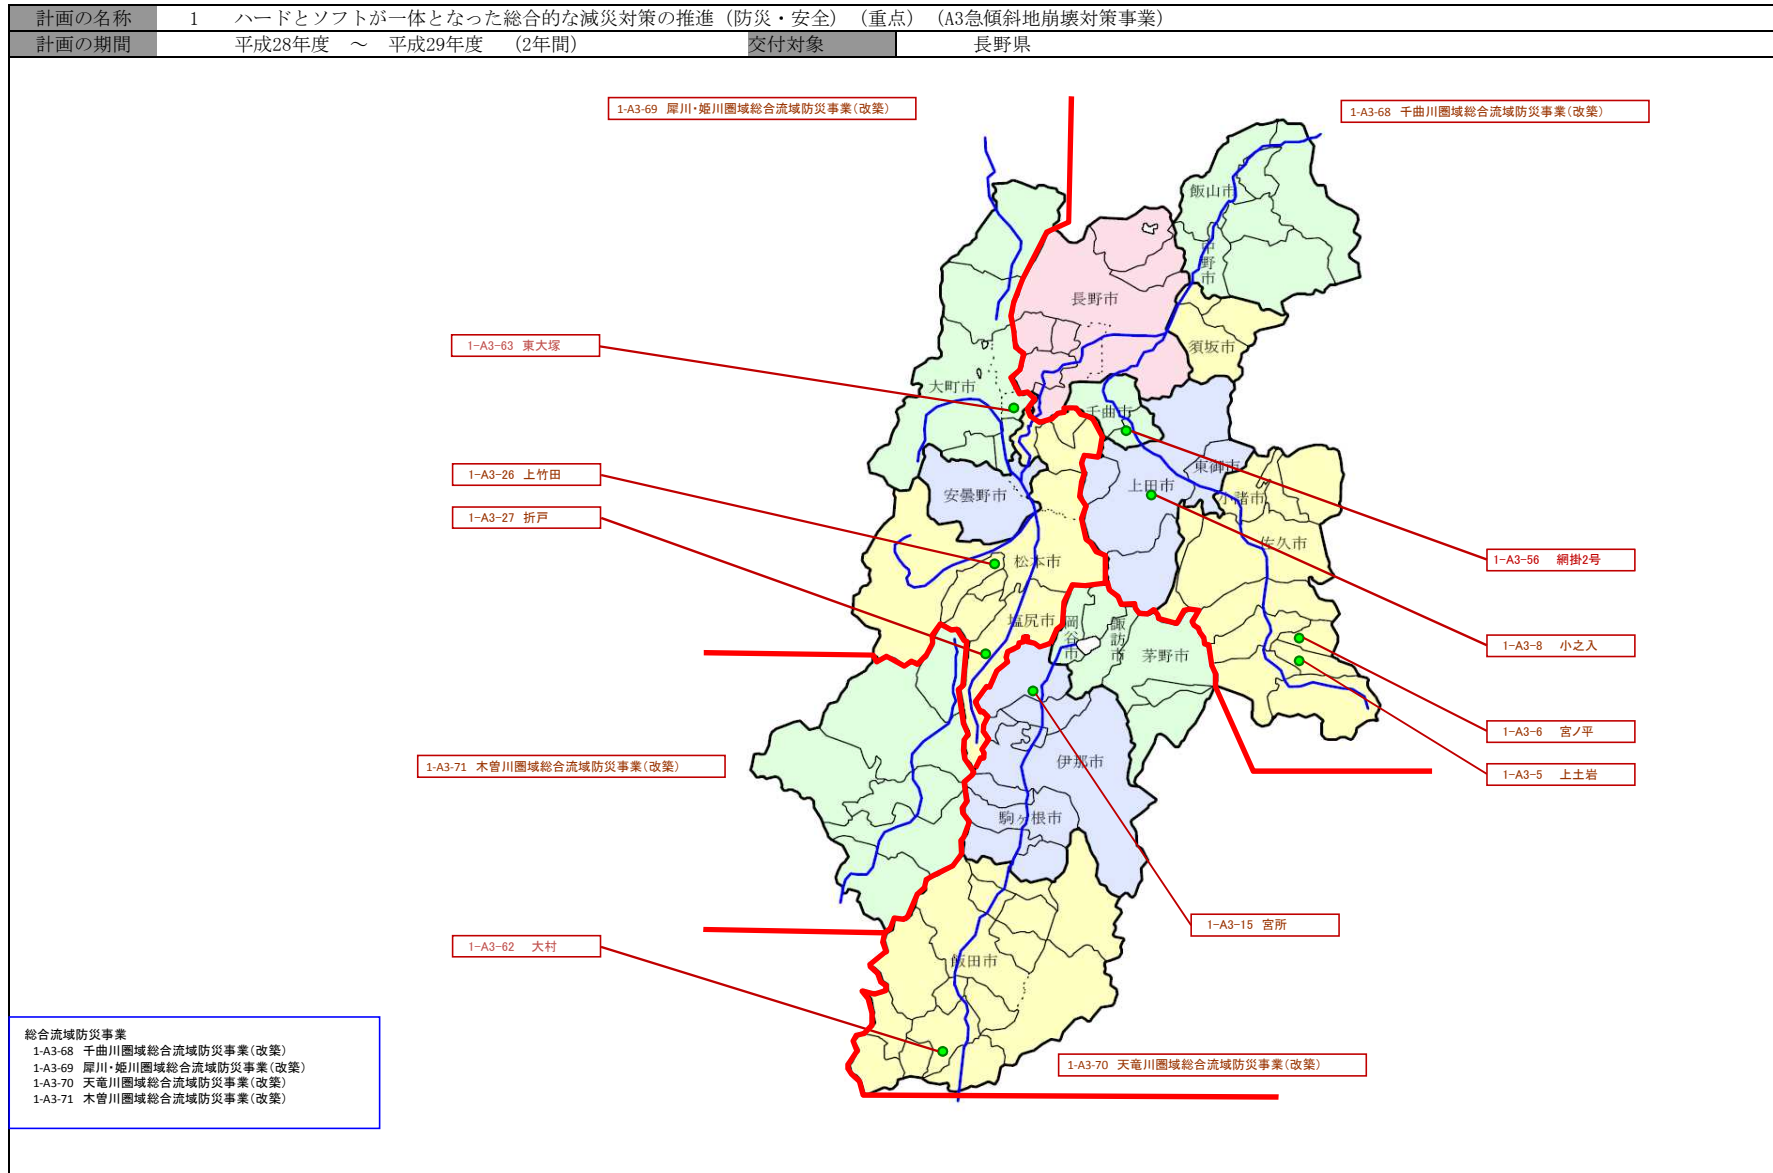 計画の名称 1 ハードとソフトが一体となった総合的な減災対策の推進（防災・安全）（重点）（A3急傾斜地崩壊対策事業）
計画の期間 平成28年度 ～ 平成29年度 （2年間） 交付対象 長野県
1-A3-69 犀川・姫川圏域総合流域防災事業（改築）
1-A3-68 千曲川圏域総合流域防災事業（改築）
飯山市
中野市
長野市
須坂市
1-A3-63 東大塚
大町市
千曲市
1-A3-26 上竹田
安曇野市
上田市
東御市
小諸市
1-A3-27 折戸
佐久市
松本市
1-A3-56 網掛2号
塩尻市
岡谷市
諏訪市
茅野市
1-A3-8 小之入
1-A3-6 宮ノ平
1-A3-71 木曽川圏域総合流域防災事業（改築）
伊那市
1-A3-5 上土岩
駒ヶ根市
1-A3-15 宮所
1-A3-62 大村
飯田市
1-A3-70 天竜川圏域総合流域防災事業（改築）
総合流域防災事業
1-A3-68 千曲川圏域総合流域防災事業（改築）
1-A3-69 犀川・姫川圏域総合流域防災事業（改築）
1-A3-70 天竜川圏域総合流域防災事業（改築）
1-A3-71 木曽川圏域総合流域防災事業（改築）